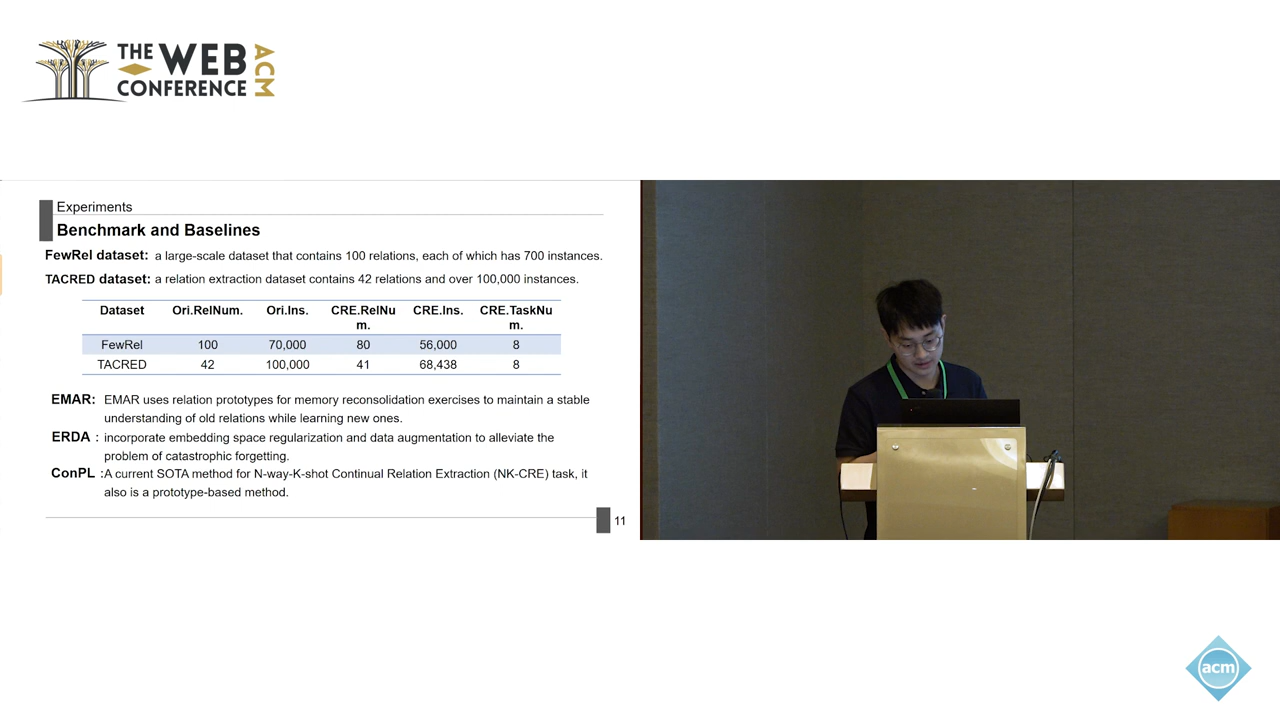 THE WEB
CONFERENCE
ACM
Experiments
Benchmark and Baselines
FewRel dataset: a large-scale dataset that contains 100 relations, each of which has 700 instances.
TACRED dataset: a relation extraction dataset contains 42 relations and over 100,000 instances.
Dataset Ori.RelNum. Ori.Ins. CRE.RelNu m. CRE.Ins. CRE.TaskNu m.
FewRel 100 70,000 80 56,000 8
TACRED 42 100,000 41 68,438 8
EMAR: EMAR uses relation prototypes for memory reconsolidation exercises to maintain a stable
understanding of old relations while learning new ones.
ERDA : incorporate embedding space regularization and data augmentation to alleviate the
problem of catastrophic forgetting.
ConPL :A current SOTA method for N-way-K-shot Continual Relation Extraction (NK-CRE) task, it
also is a prototype-based method.
11
acm